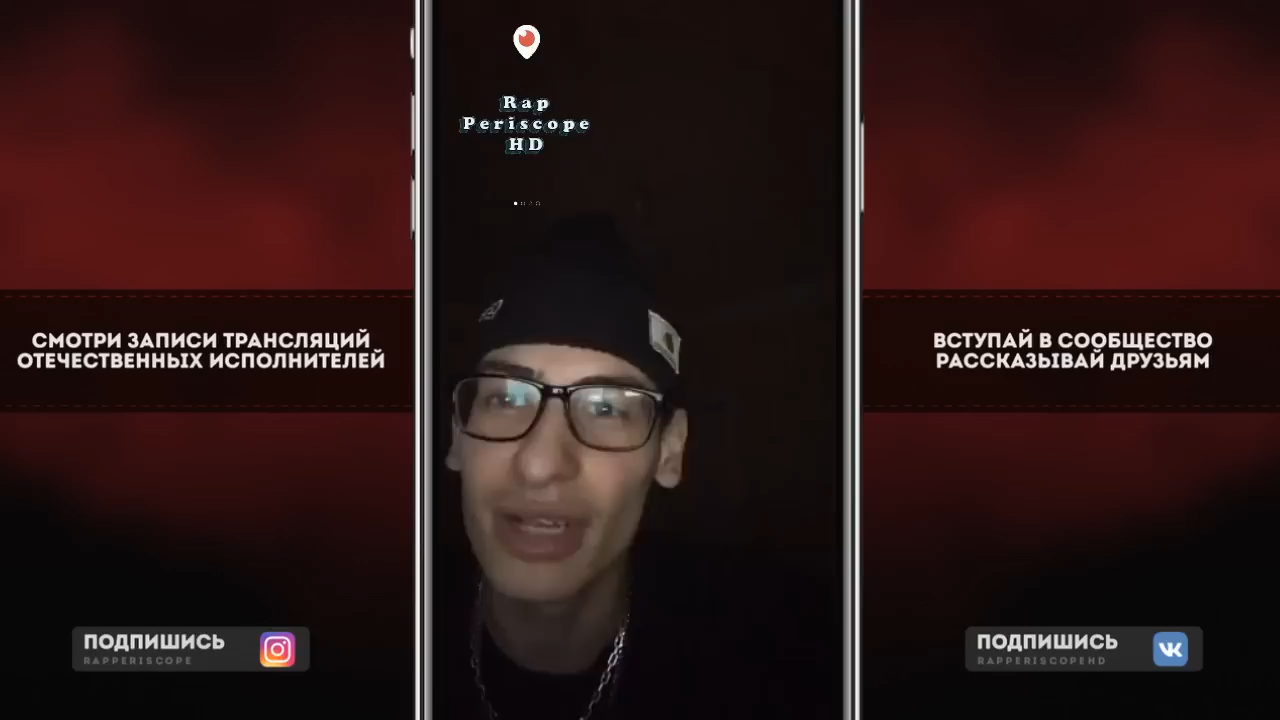 Rap
Periscope
HD
СМОТРИ ЗАПИСИ ТРАНСЛЯЦИЙ
ОТЕЧЕСТВЕННЫХ ИСПОЛНИТЕЛЕЙ
ВСТУПАЙ В СООБЩЕСТВО
РАССКАЗЫВАЙ ДРУЗЬЯМ
ПОДПИШИСЬ
RAPPERISCOPE
ПОДПИШИСЬ
RAPPERISCOPEHD